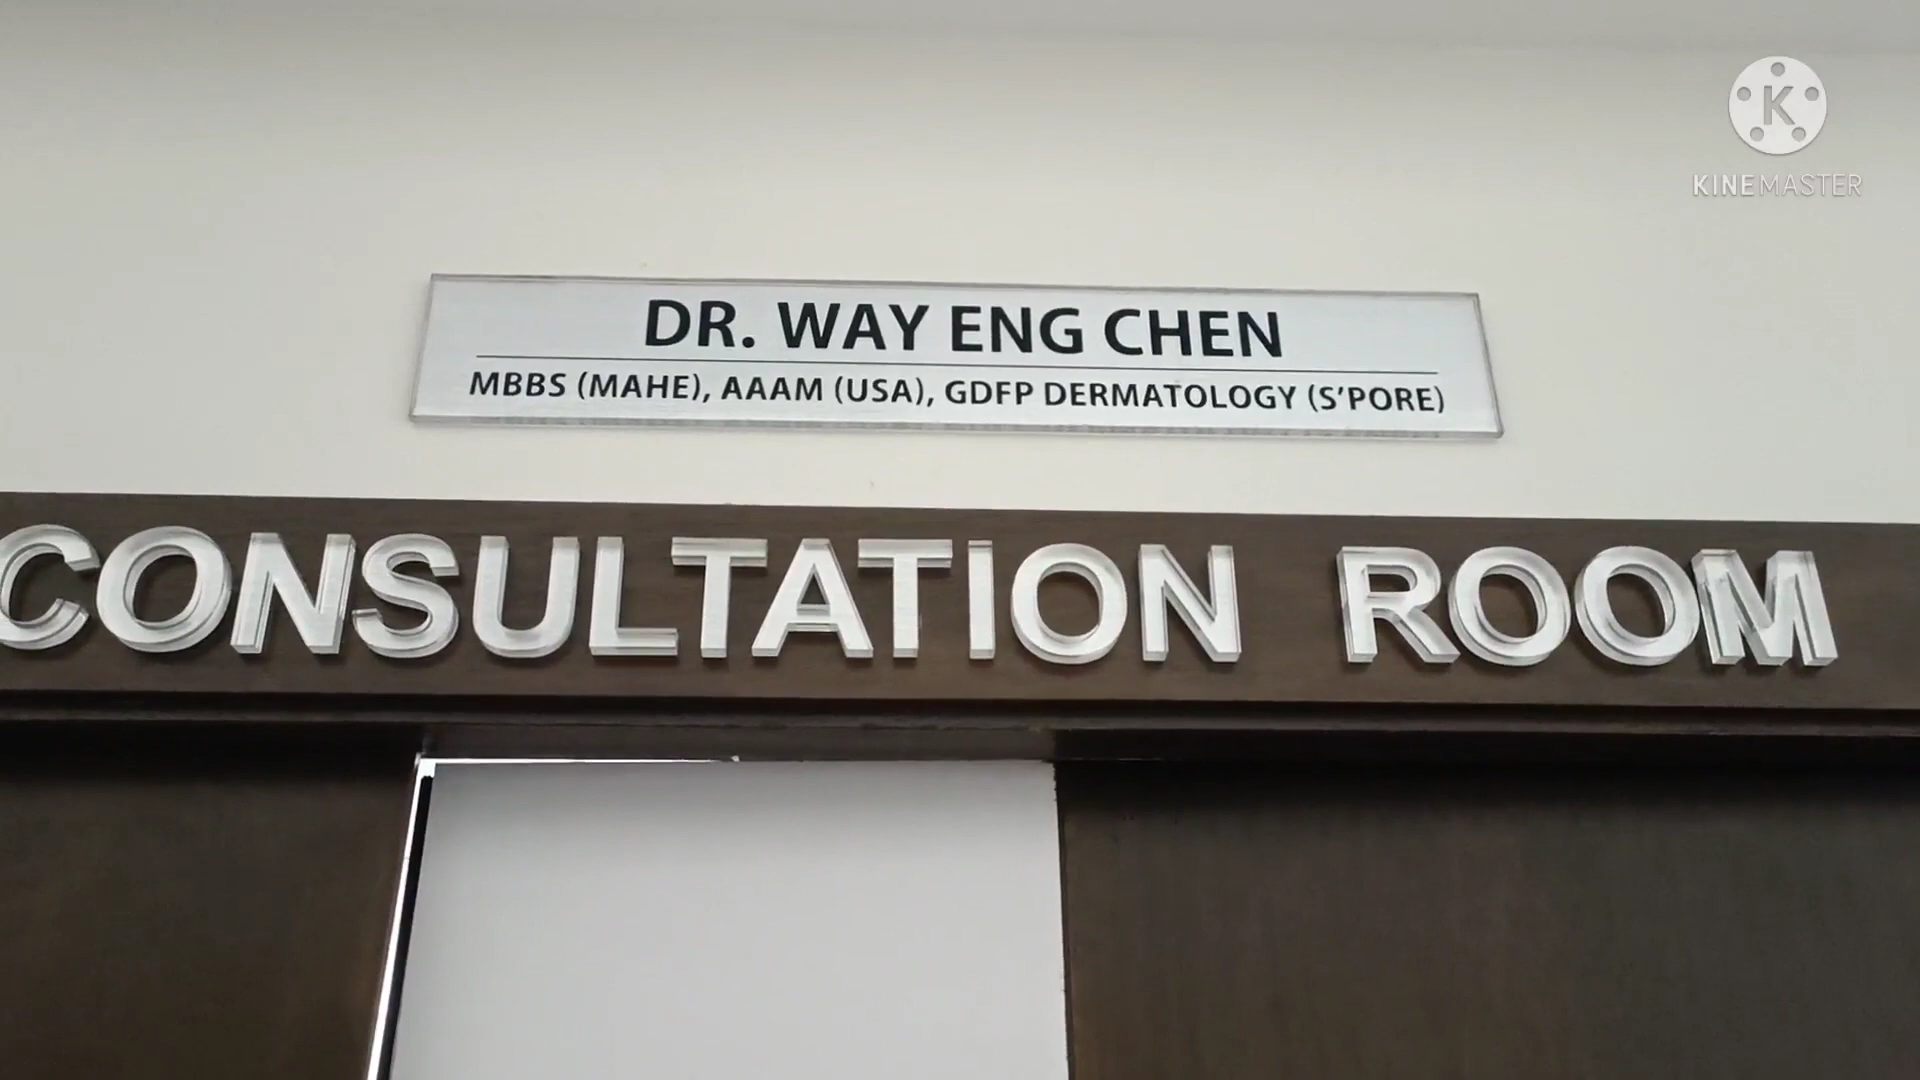 K
KINEMASTER
DR. WAY ENG CHEN
MBBS (MAHE), AAAM (USA), GDFP DERMATOLOGY (S'PORE)
CONSULTATION ROOM